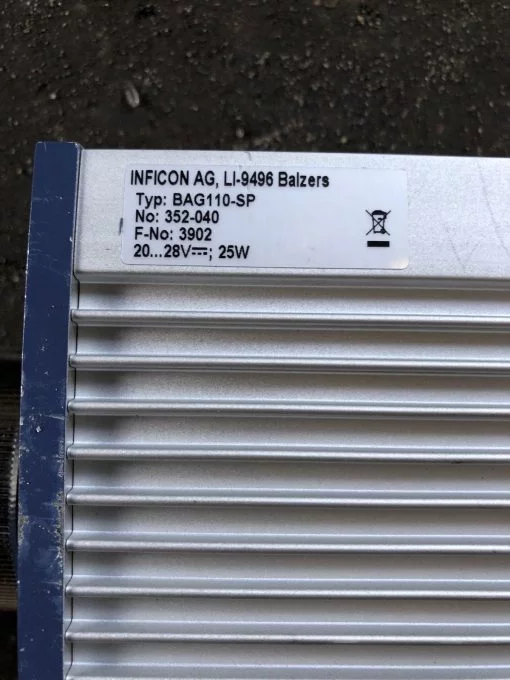 INFICON AG, LI-9496 Balzers
Typ: BAG110-SP
No: 352-040
F-No: 3902
20...28V⎓; 25W